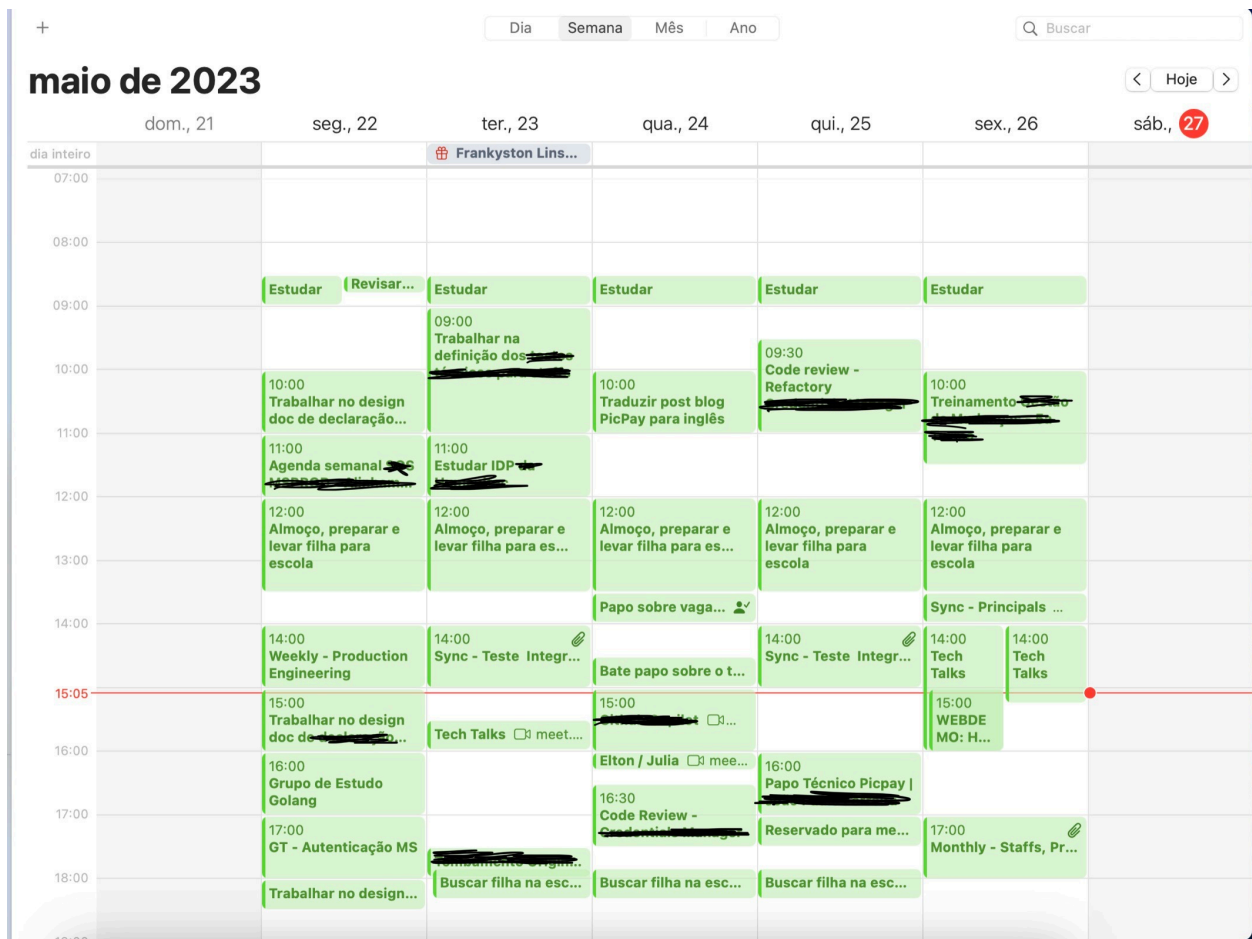 +
Dia Semana Mês Ano
Buscar
maio de 2023
Hoje
dom., 21 seg., 22 ter., 23 qua., 24 qui., 25 sex., 26 sáb., 27
dia inteiro
Frankyston Lins...
07:00
08:00
09:00
10:00
11:00
12:00
13:00
14:00
15:05
16:00
17:00
18:00
Estudar
Revisar...
10:00
Trabalhar no design
doc de declaração...
11:00
Agenda semanal
12:00
Almoço, preparar e
levar filha para
escola
14:00
Weekly - Production
Engineering
15:00
Trabalhar no design
doc de
16:00
Grupo de Estudo
Golang
17:00
GT - Autenticação MS
Trabalhar no design...
Estudar
09:00
Trabalhar na
definição dos
11:00
Estudar IDP
12:00
Almoço, preparar e
levar filha para es...
14:00
Sync - Teste Integr...
Tech Talks meet....
Buscar filha na esc...
Estudar
10:00
Traduzir post blog
PicPay para inglês
12:00
Almoço, preparar e
levar filha para es...
Papo sobre vaga...
Bate papo sobre o t...
15:00
Elton / Julia mee...
16:30
Code Review -
Buscar filha na esc...
Estudar
09:30
Code review -
Refactory
12:00
Almoço, preparar e
levar filha para
escola
14:00
Sync - Teste Integr...
16:00
Papo Técnico Picpay |
Reservado para me...
Buscar filha na esc...
Estudar
10:00
Treinamento
12:00
Almoço, preparar e
levar filha para
escola
Sync - Principals ...
14:00
Tech
Talks
14:00
Tech
Talks
15:00
WEBDE
MO: H...
17:00
Monthly - Staffs, Pr...